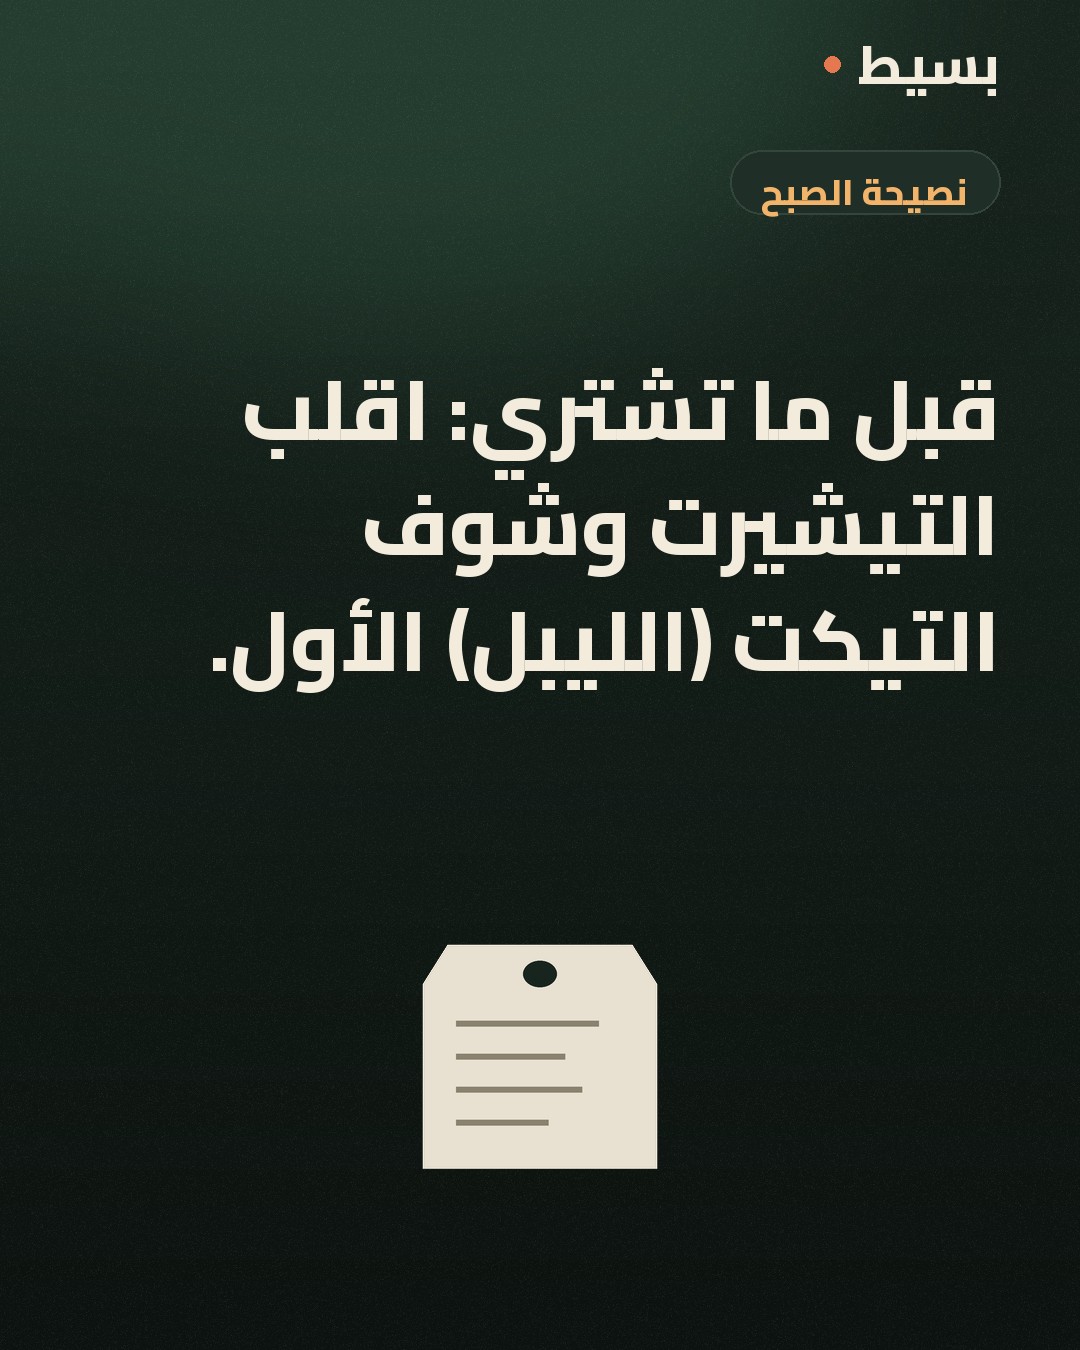 بسيط
نصيحة الصبح
قبل ما تشتري: اقلب
التيشيرت وشوف
التيكت (الليبل) الأول.